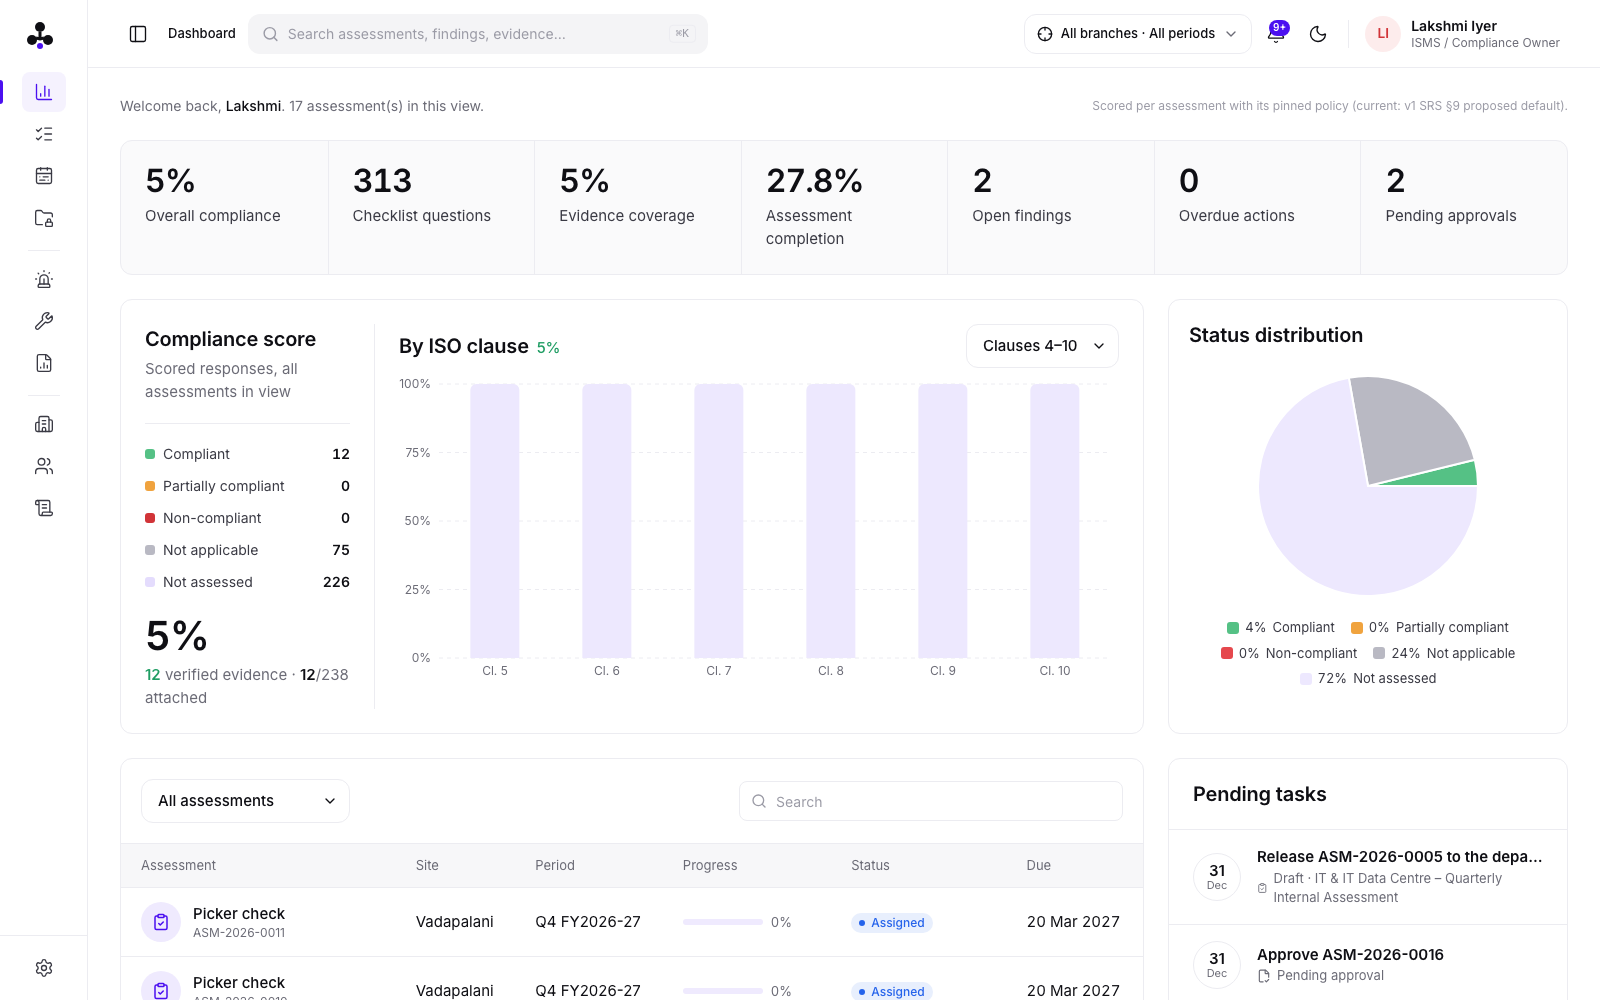 Dashboard
Search assessments, findings, evidence...
⌘K
All branches · All periods
9+
LI
Lakshmi Iyer
ISMS / Compliance Owner
Welcome back, Lakshmi. 17 assessment(s) in this view.
Scored per assessment with its pinned policy (current: v1 SRS §9 proposed default).
5%
Overall compliance
313
Checklist questions
5%
Evidence coverage
27.8%
Assessment
completion
2
Open findings
0
Overdue actions
2
Pending approvals
Compliance score
Scored responses, all
assessments in view
Compliant 12
Partially compliant 0
Non-compliant 0
Not applicable 75
Not assessed 226
5%
12 verified evidence · 12/238
attached
By ISO clause 5%
Clauses 4–10
100%
75%
50%
25%
0%
Cl. 5 Cl. 6 Cl. 7 Cl. 8 Cl. 9 Cl. 10
Status distribution
4% Compliant 0% Partially compliant
0% Non-compliant 24% Not applicable
72% Not assessed
All assessments
Search
Assessment Site Period Progress Status Due
Picker check
ASM-2026-0011
Vadapalani Q4 FY2026-27 0% Assigned 20 Mar 2027
Picker check
ASM-2026-0010
Vadapalani Q4 FY2026-27 0% Assigned 20 Mar 2027
Pending tasks
31
Dec
Release ASM-2026-0005 to the depa...
Draft · IT & IT Data Centre – Quarterly
Internal Assessment
31
Dec
Approve ASM-2026-0016
Pending approval